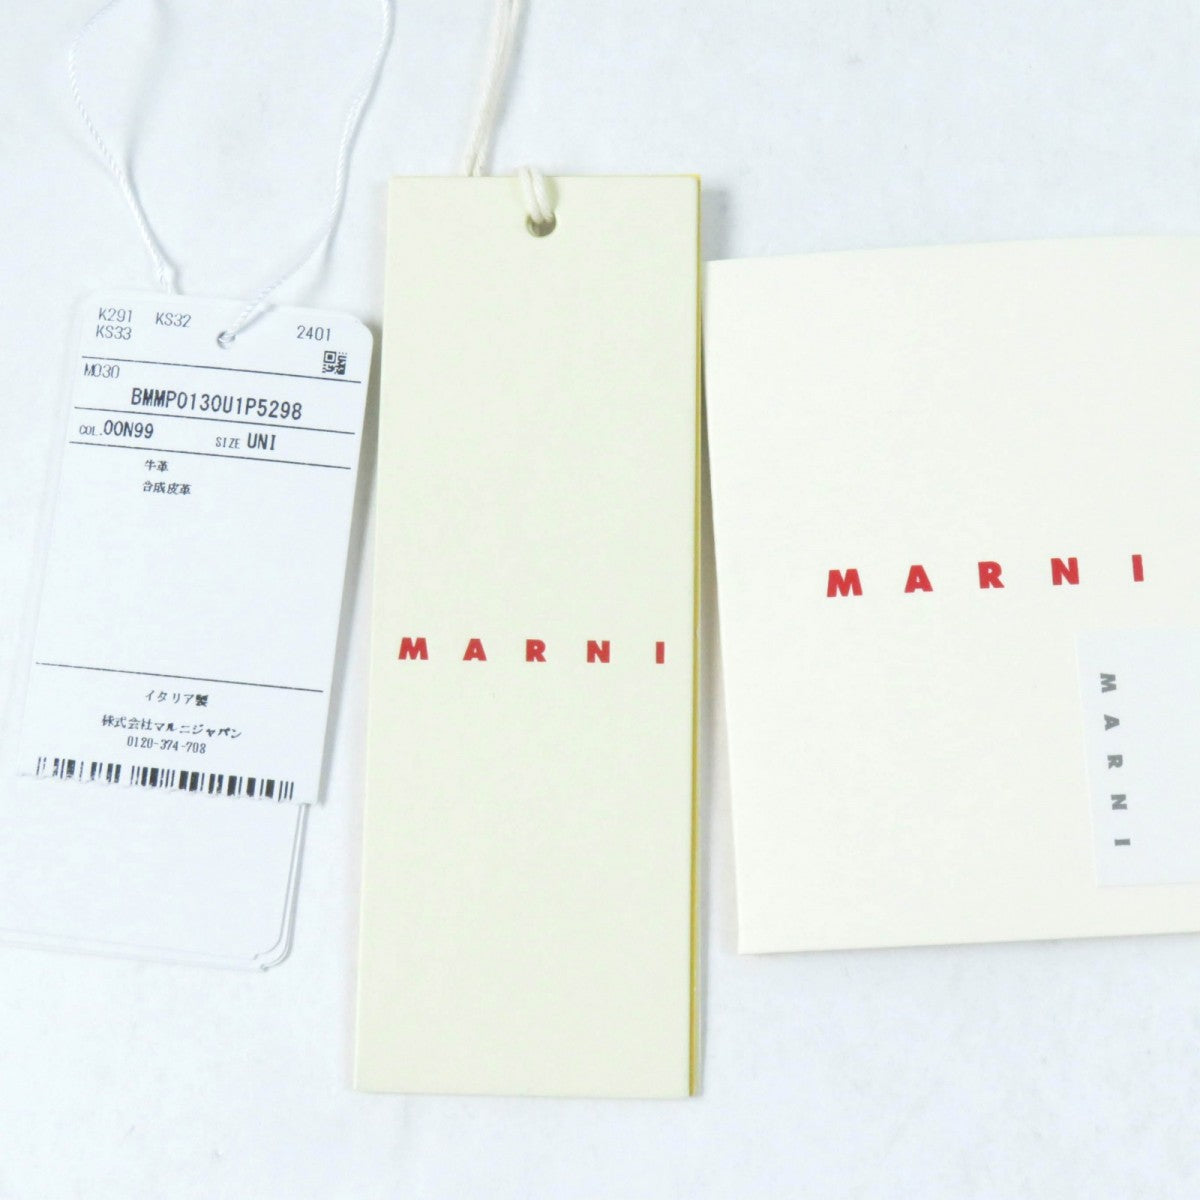 K291 KS32
KS33 2401
M030
BMMP0130U1P5298
COL.00N99 SIZE UNI
牛革
合成皮革
イタリア製
株式会社マルニジャパン
0120-374-708
MARNI
MARNI
MARNI